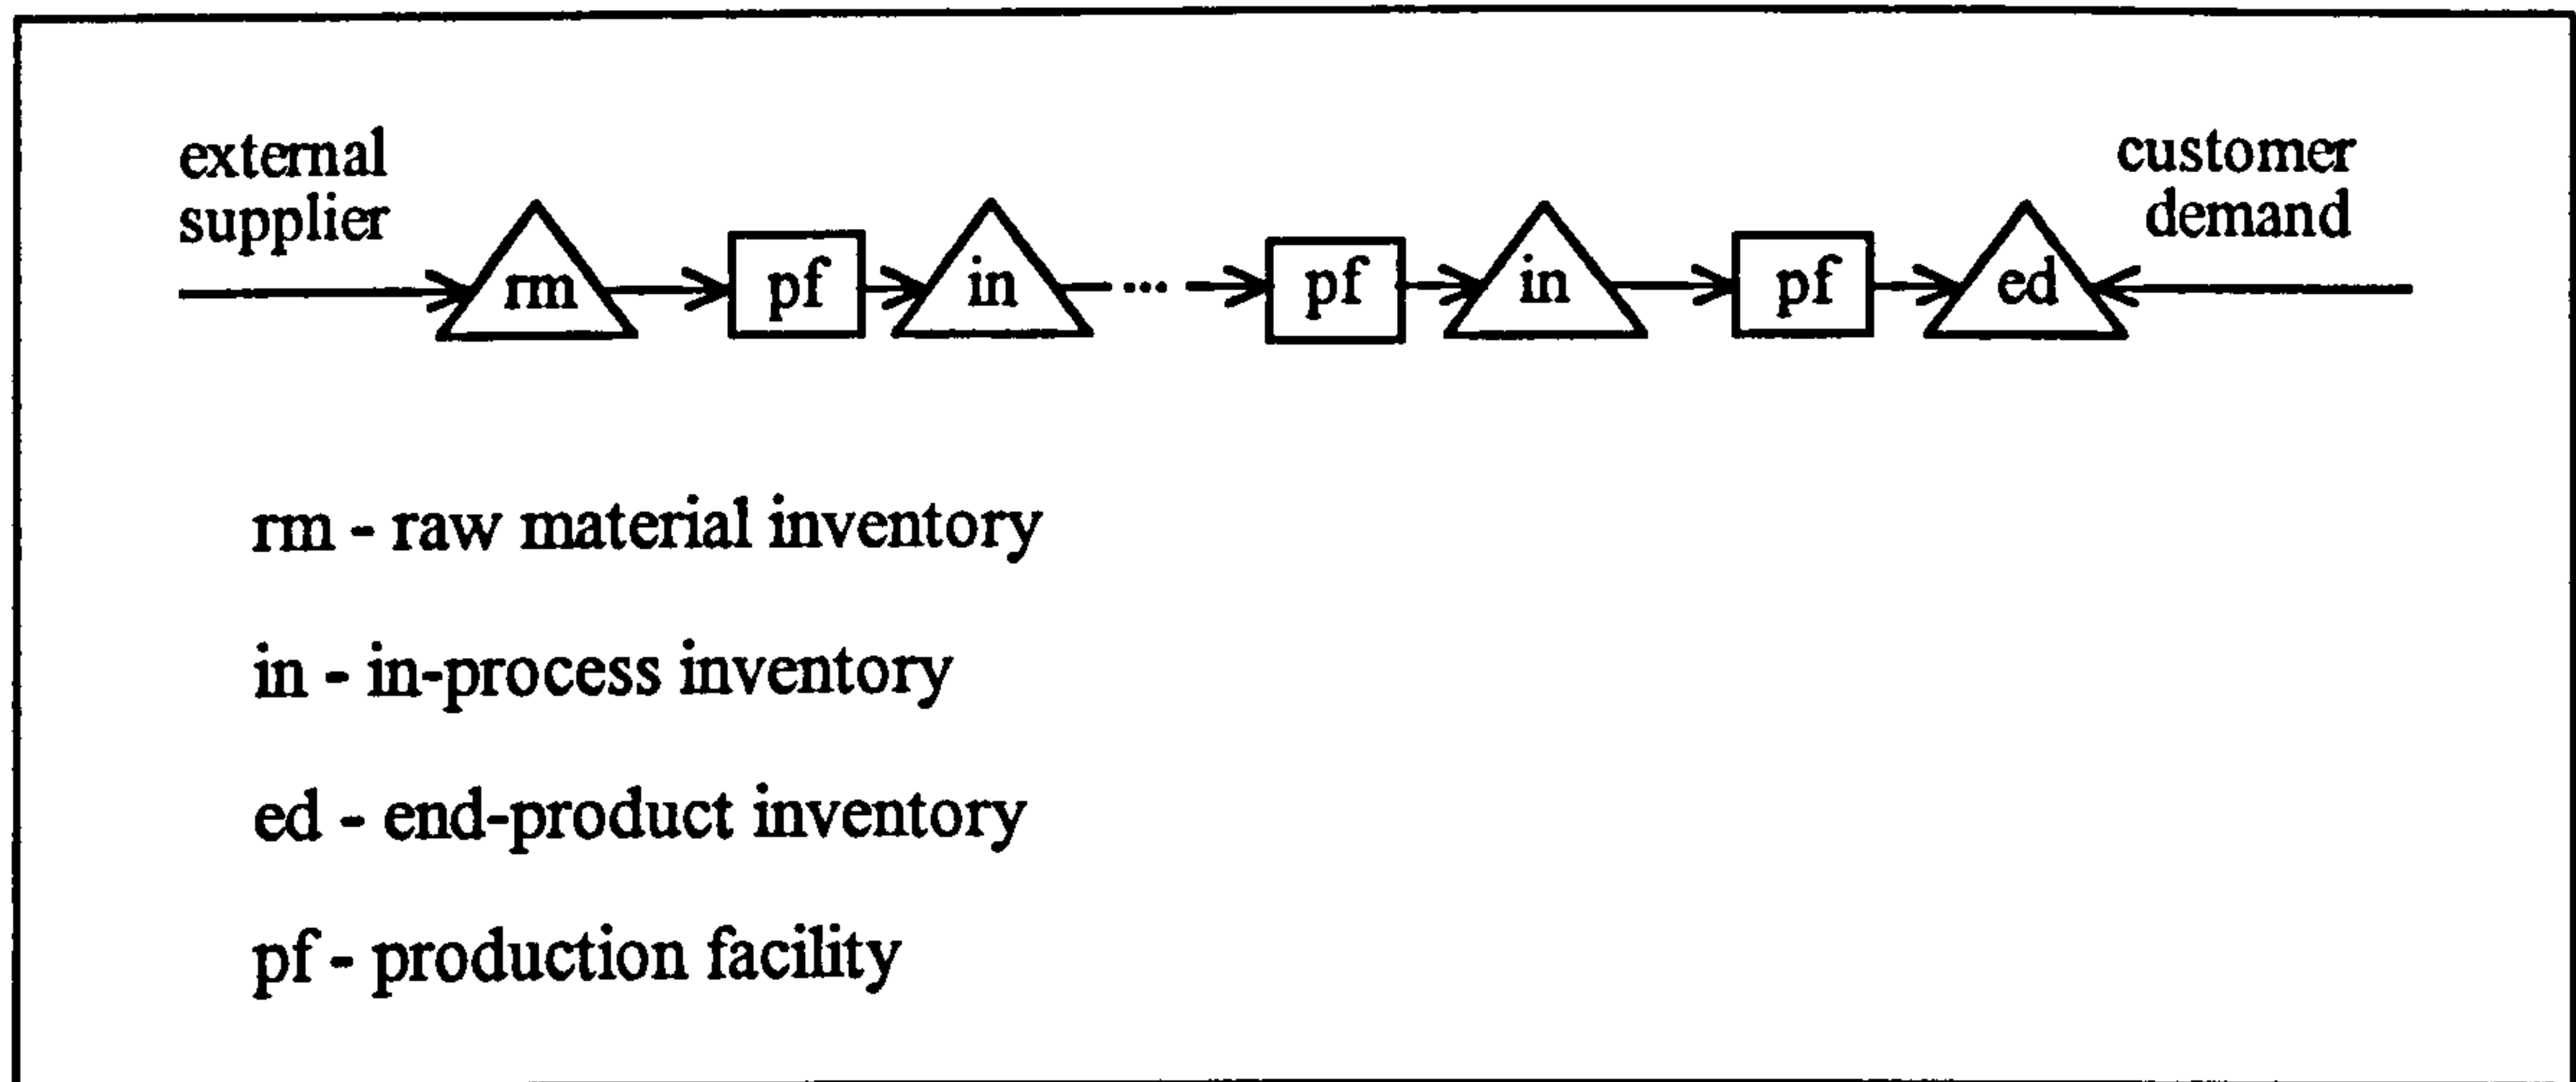 external
supplier
customer
demand
rm pf in ... pf in pf ed
rm - raw material inventory
in - in-process inventory
ed - end-product inventory
pf - production facility